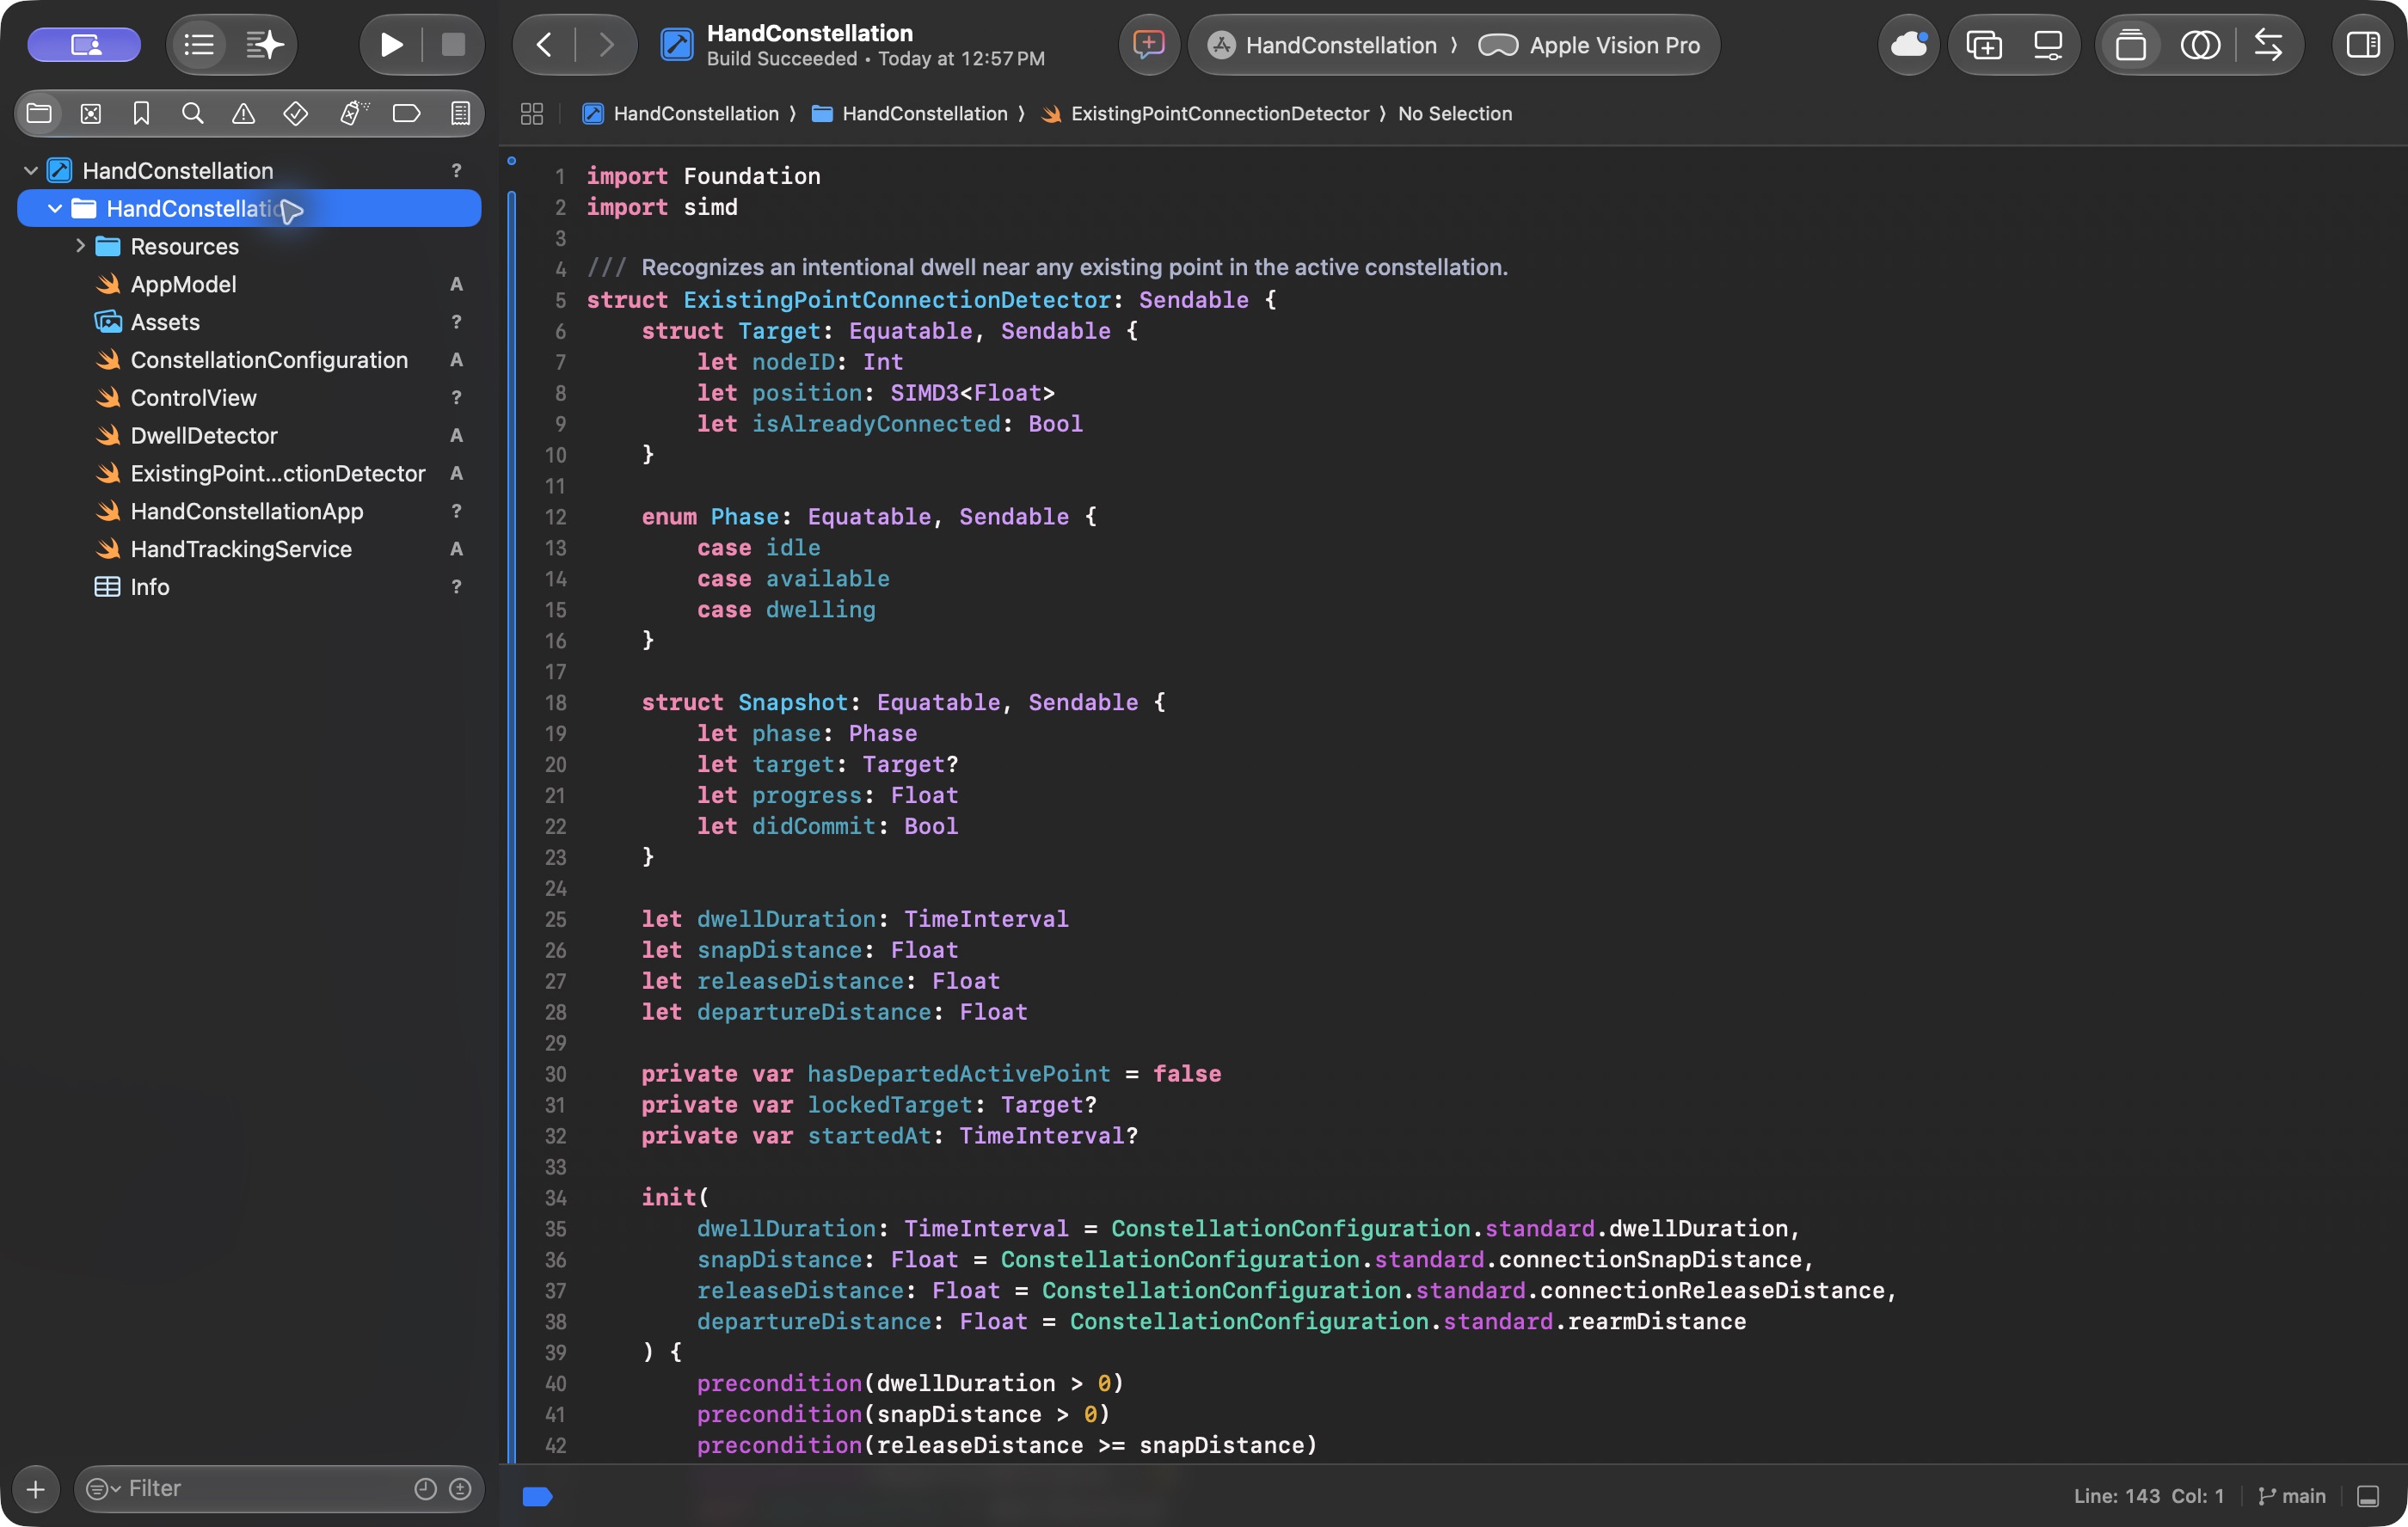 HandConstellation
Build Succeeded • Today at 12:57 PM
HandConstellation ⟩ Apple Vision Pro
HandConstellation ⟩ HandConstellation ⟩ ExistingPointConnectionDetector ⟩ No Selection
HandConstellation ?
HandConstellatio
Resources
AppModel A
Assets ?
ConstellationConfiguration A
ControlView ?
DwellDetector A
ExistingPoint...ctionDetector A
HandConstellationApp ?
HandTrackingService A
Info ?
Filter
1 import Foundation
2 import simd
3
4 /// Recognizes an intentional dwell near any existing point in the active constellation.
5 struct ExistingPointConnectionDetector: Sendable {
6     struct Target: Equatable, Sendable {
7         let nodeID: Int
8         let position: SIMD3<Float>
9         let isAlreadyConnected: Bool
10     }
11
12     enum Phase: Equatable, Sendable {
13         case idle
14         case available
15         case dwelling
16     }
17
18     struct Snapshot: Equatable, Sendable {
19         let phase: Phase
20         let target: Target?
21         let progress: Float
22         let didCommit: Bool
23     }
24
25     let dwellDuration: TimeInterval
26     let snapDistance: Float
27     let releaseDistance: Float
28     let departureDistance: Float
29
30     private var hasDepartedActivePoint = false
31     private var lockedTarget: Target?
32     private var startedAt: TimeInterval?
33
34     init(
35         dwellDuration: TimeInterval = ConstellationConfiguration.standard.dwellDuration,
36         snapDistance: Float = ConstellationConfiguration.standard.connectionSnapDistance,
37         releaseDistance: Float = ConstellationConfiguration.standard.connectionReleaseDistance,
38         departureDistance: Float = ConstellationConfiguration.standard.rearmDistance
39     ) {
40         precondition(dwellDuration > 0)
41         precondition(snapDistance > 0)
42         precondition(releaseDistance >= snapDistance)
Line: 143 Col: 1 main